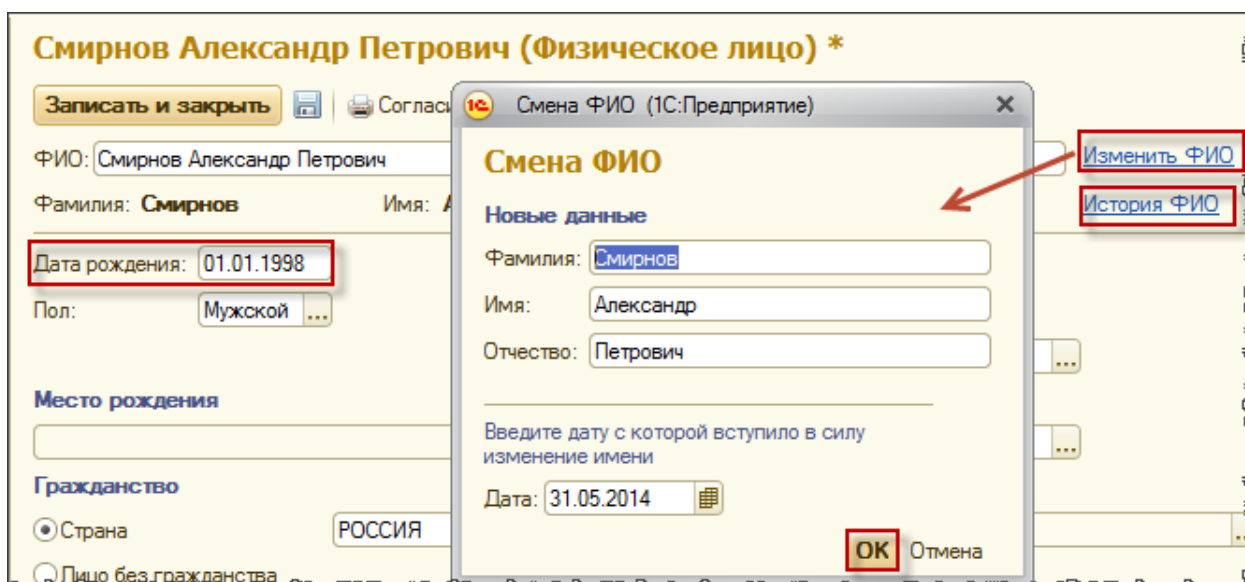 Смирнов Александр Петрович (Физическое лицо) *
Записать и закрыть Согласи
ФИО: Смирнов Александр Петрович
Изменить ФИО
Фамилия: Смирнов Имя:
История ФИО
Дата рождения: 01.01.1998
Пол: Мужской ...
Место рождения
Гражданство
Страна РОССИЯ
Лицо без гражданства
1С Смена ФИО (1С:Предприятие)
Смена ФИО
Новые данные
Фамилия: Смирнов
Имя: Александр
Отчество: Петрович
Введите дату с которой вступило в силу
изменение имени
Дата: 31.05.2014
OK Отмена
...
...